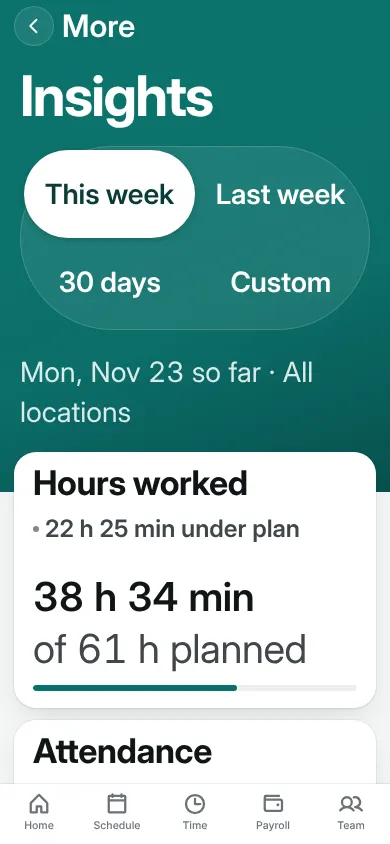 More
Insights
This week
Last week
30 days
Custom
Mon, Nov 23 so far · All
locations
Hours worked
• 22 h 25 min under plan
38 h 34 min
of 61 h planned
Attendance
Home
Schedule
Time
Payroll
Team